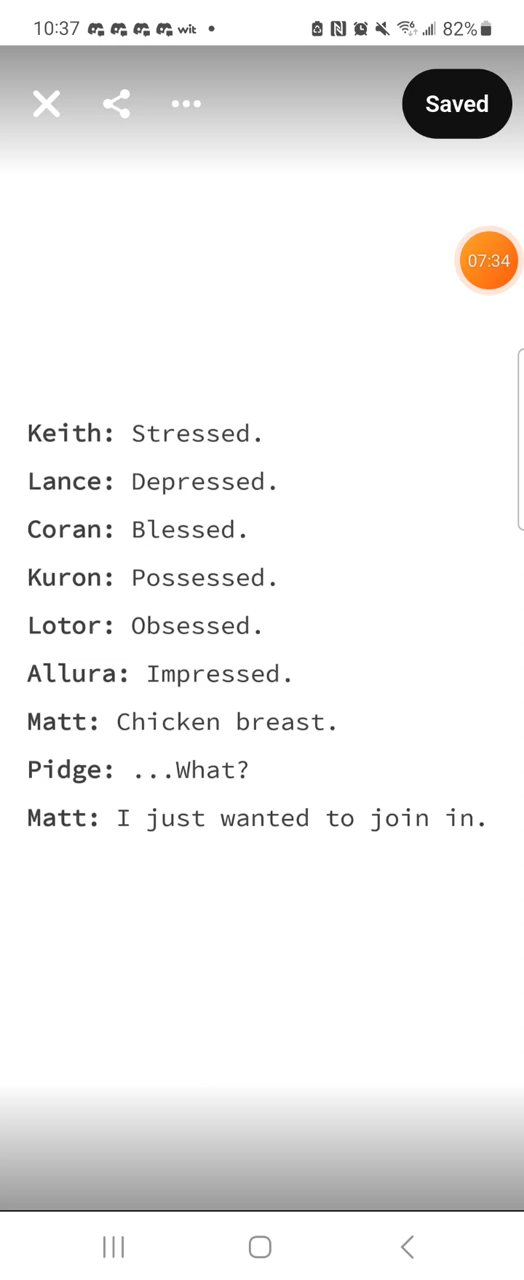 10:37 wit • 82%
Saved
07:34
Keith: Stressed.
Lance: Depressed.
Coran: Blessed.
Kuron: Possessed.
Lotor: Obsessed.
Allura: Impressed.
Matt: Chicken breast.
Pidge: ...What?
Matt: I just wanted to join in.